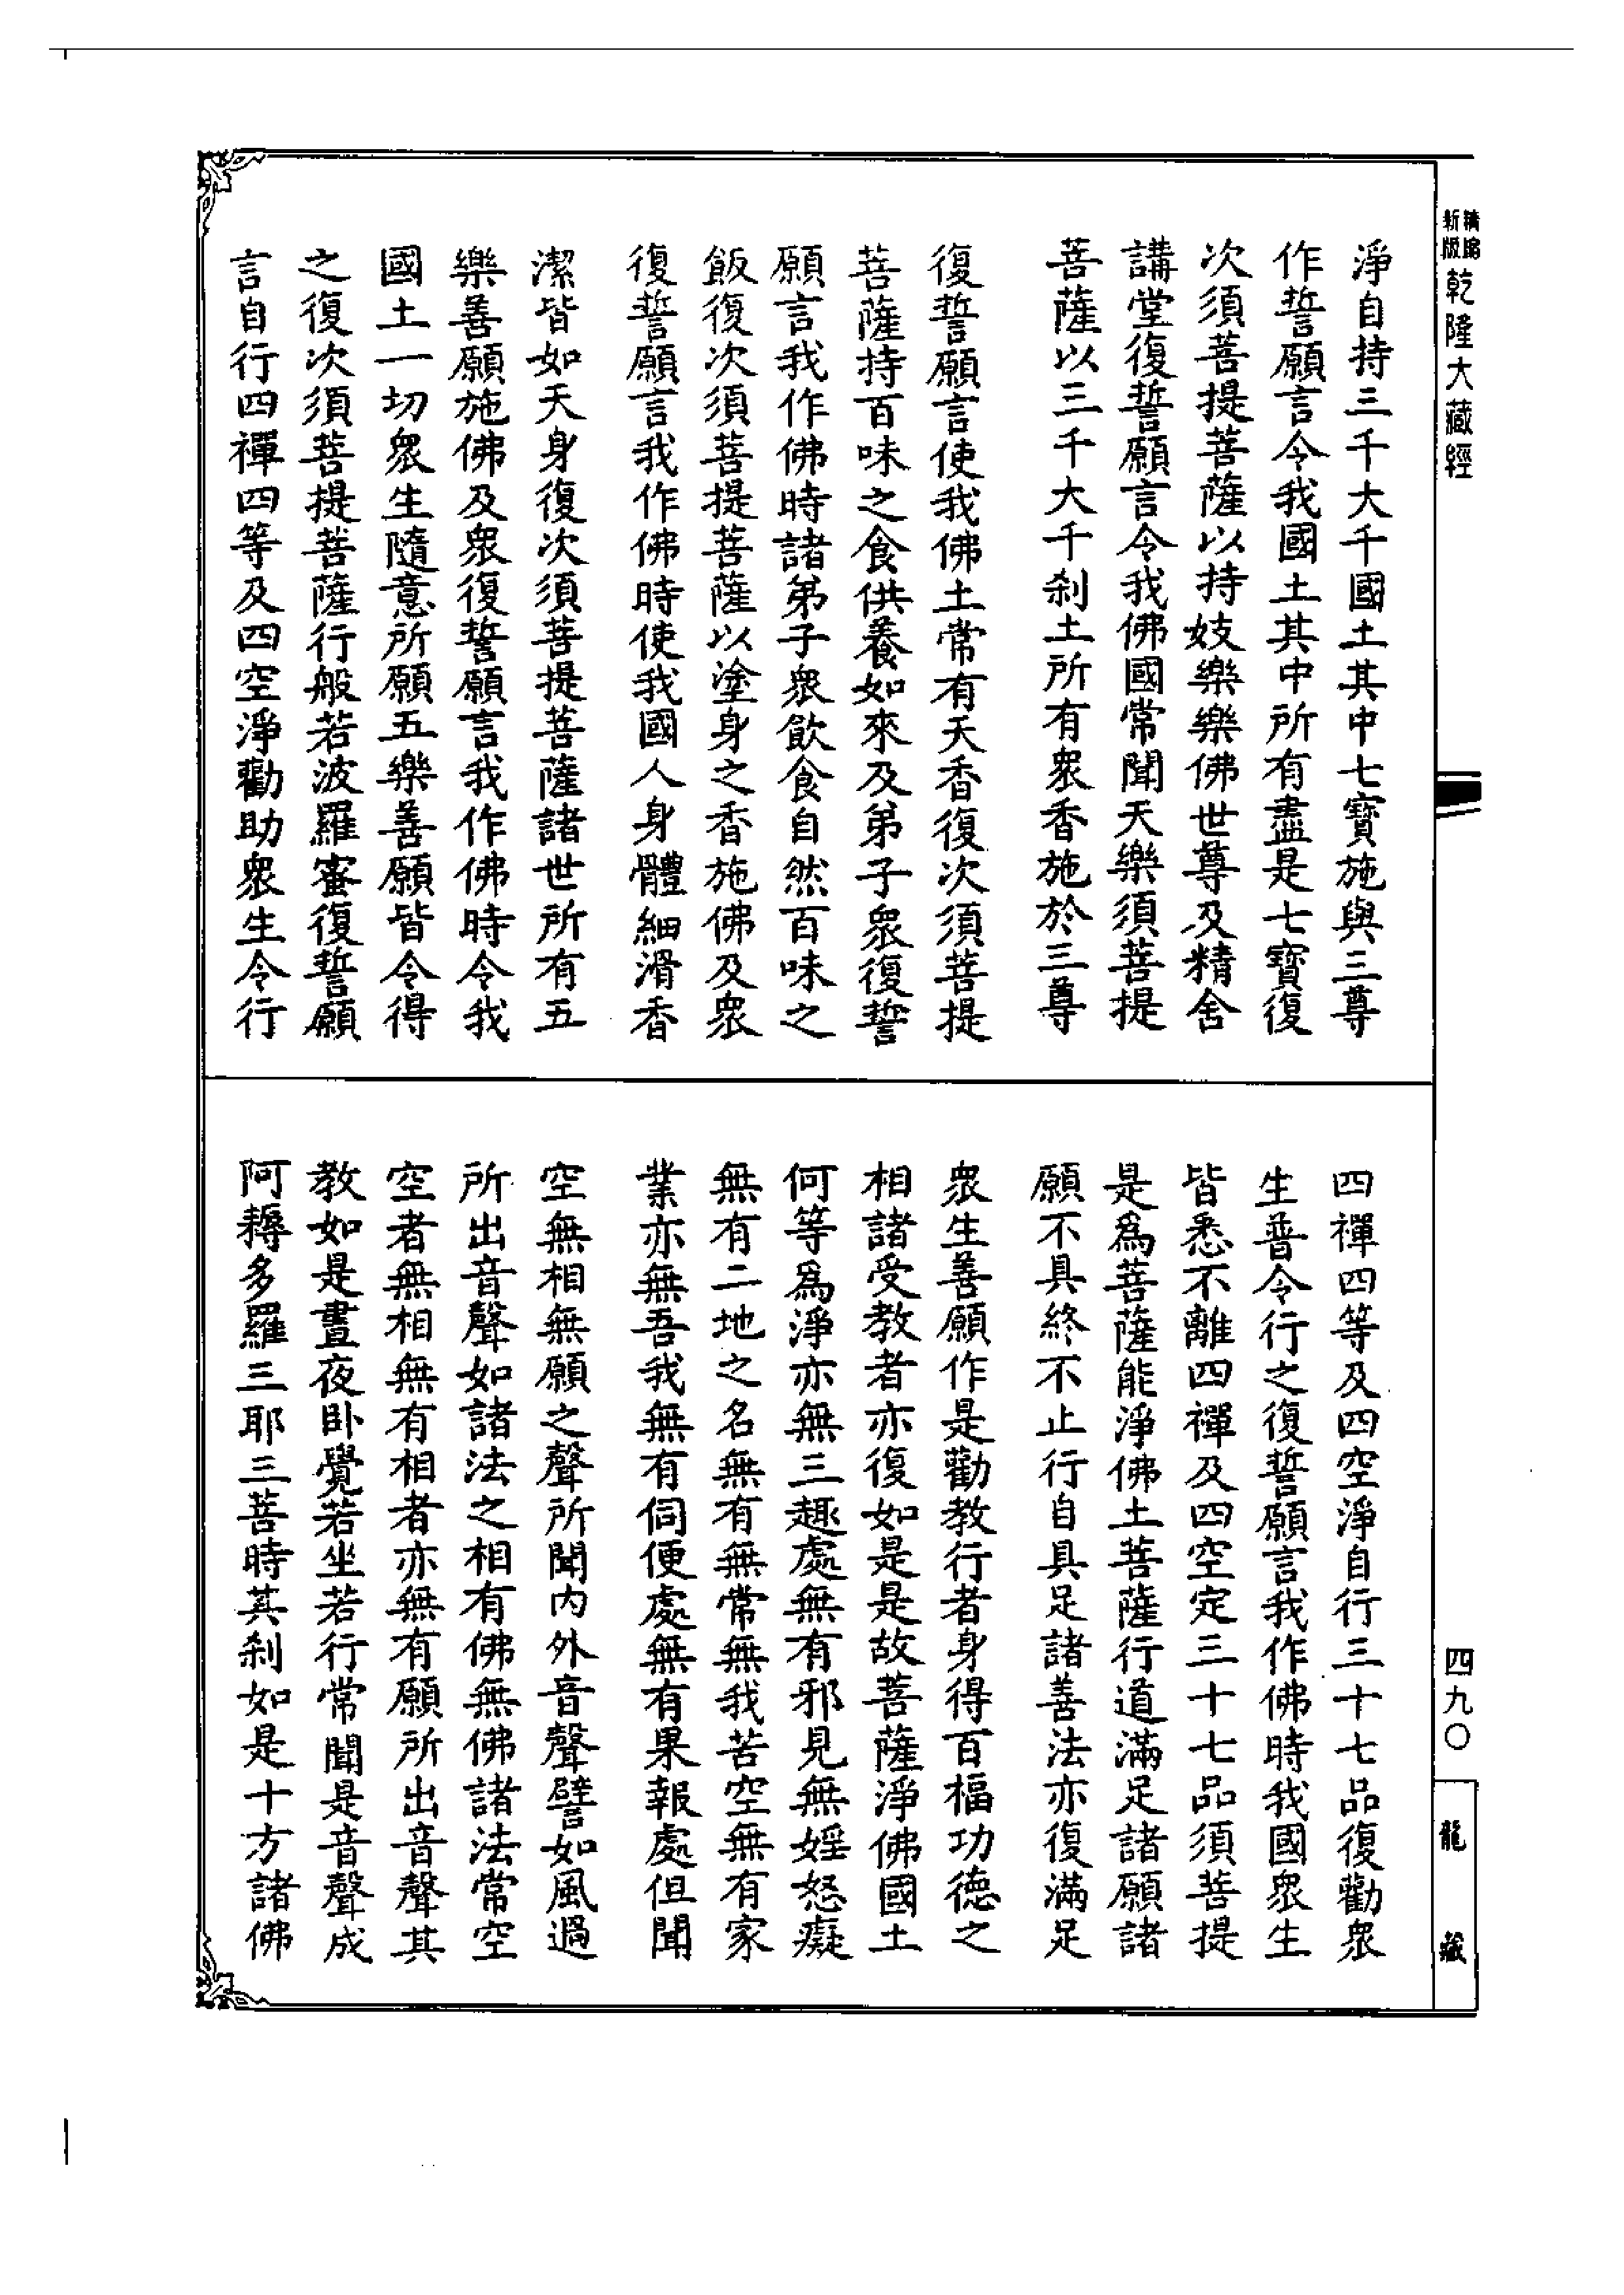 新版
精縮
乾隆大藏經
淨自持三千大千國土其中七寶施與三尊
作誓願言令我國土其中所有盡是七寶復
次須菩提菩薩以持妓樂樂佛世尊及精舍
講堂復誓願言令我佛國常聞天樂須菩提
菩薩以三千大千刹土所有衆香施於三尊
復誓願言使我佛土常有天香復次須菩提
菩薩持百味之食供養如來及弟子衆復誓
願言我作佛時諸弟子衆飲食自然百味之
飯復次須菩提菩薩以塗身之香施佛及衆
復誓願言我作佛時使我國人身體細滑香
潔皆如天身復次須菩提菩薩諸世所有五
樂善願施佛及衆復誓願言我作佛時令我
國土一切衆生隨意所願五樂善願皆令得
之復次須菩提菩薩行般若波羅蜜復誓願
言自行四禪四等及四空淨勸助衆生令行
四禪四等及四空淨自行三十七品復勸衆
生普令行之復誓願言我作佛時我國衆生
皆悉不離四禪及四空定三十七品須菩提
是爲菩薩能淨佛土菩薩行道滿足諸願諸
願不具終不止行自具足諸善法亦復滿足
衆生善願作是勸教行者身得百福功德之
相諸受教者亦復如是是故菩薩淨佛國土
何等爲淨亦無三趣處無有邪見無婬怒癡
無有二地之名無有無常無我苦空無有家
業亦無吾我無有伺便處無有果報處但聞
空無相無願之聲所聞内外音聲譬如風過
所出音聲如諸法之相有佛無佛諸法常空
空者無相無有相者亦無有願所出音聲其
教如是晝夜卧覺若坐若行常聞是音聲成
阿耨多羅三耶三菩時其刹如是十方諸佛
四九〇
龍藏